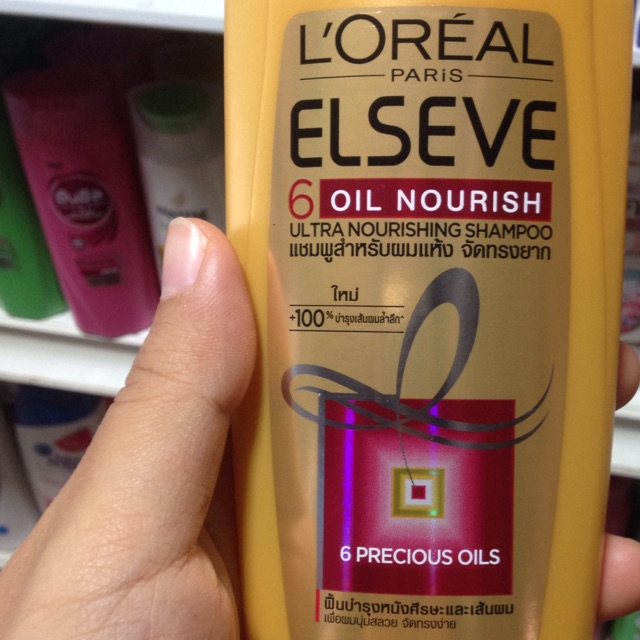 L'ORÉAL
PARIS
ELSEVE
6 OIL NOURISH
ULTRA NOURISHING SHAMPOO
แชมพูสำหรับผมแห้ง จัดทรงยาก
ใหม่
+100% บำรุงเส้นผมล้ำลึก*
6 PRECIOUS OILS
ฟื้นบำรุงหนังศีรษะและเส้นผม
เพื่อผมนุ่มสลวย จัดทรงง่าย